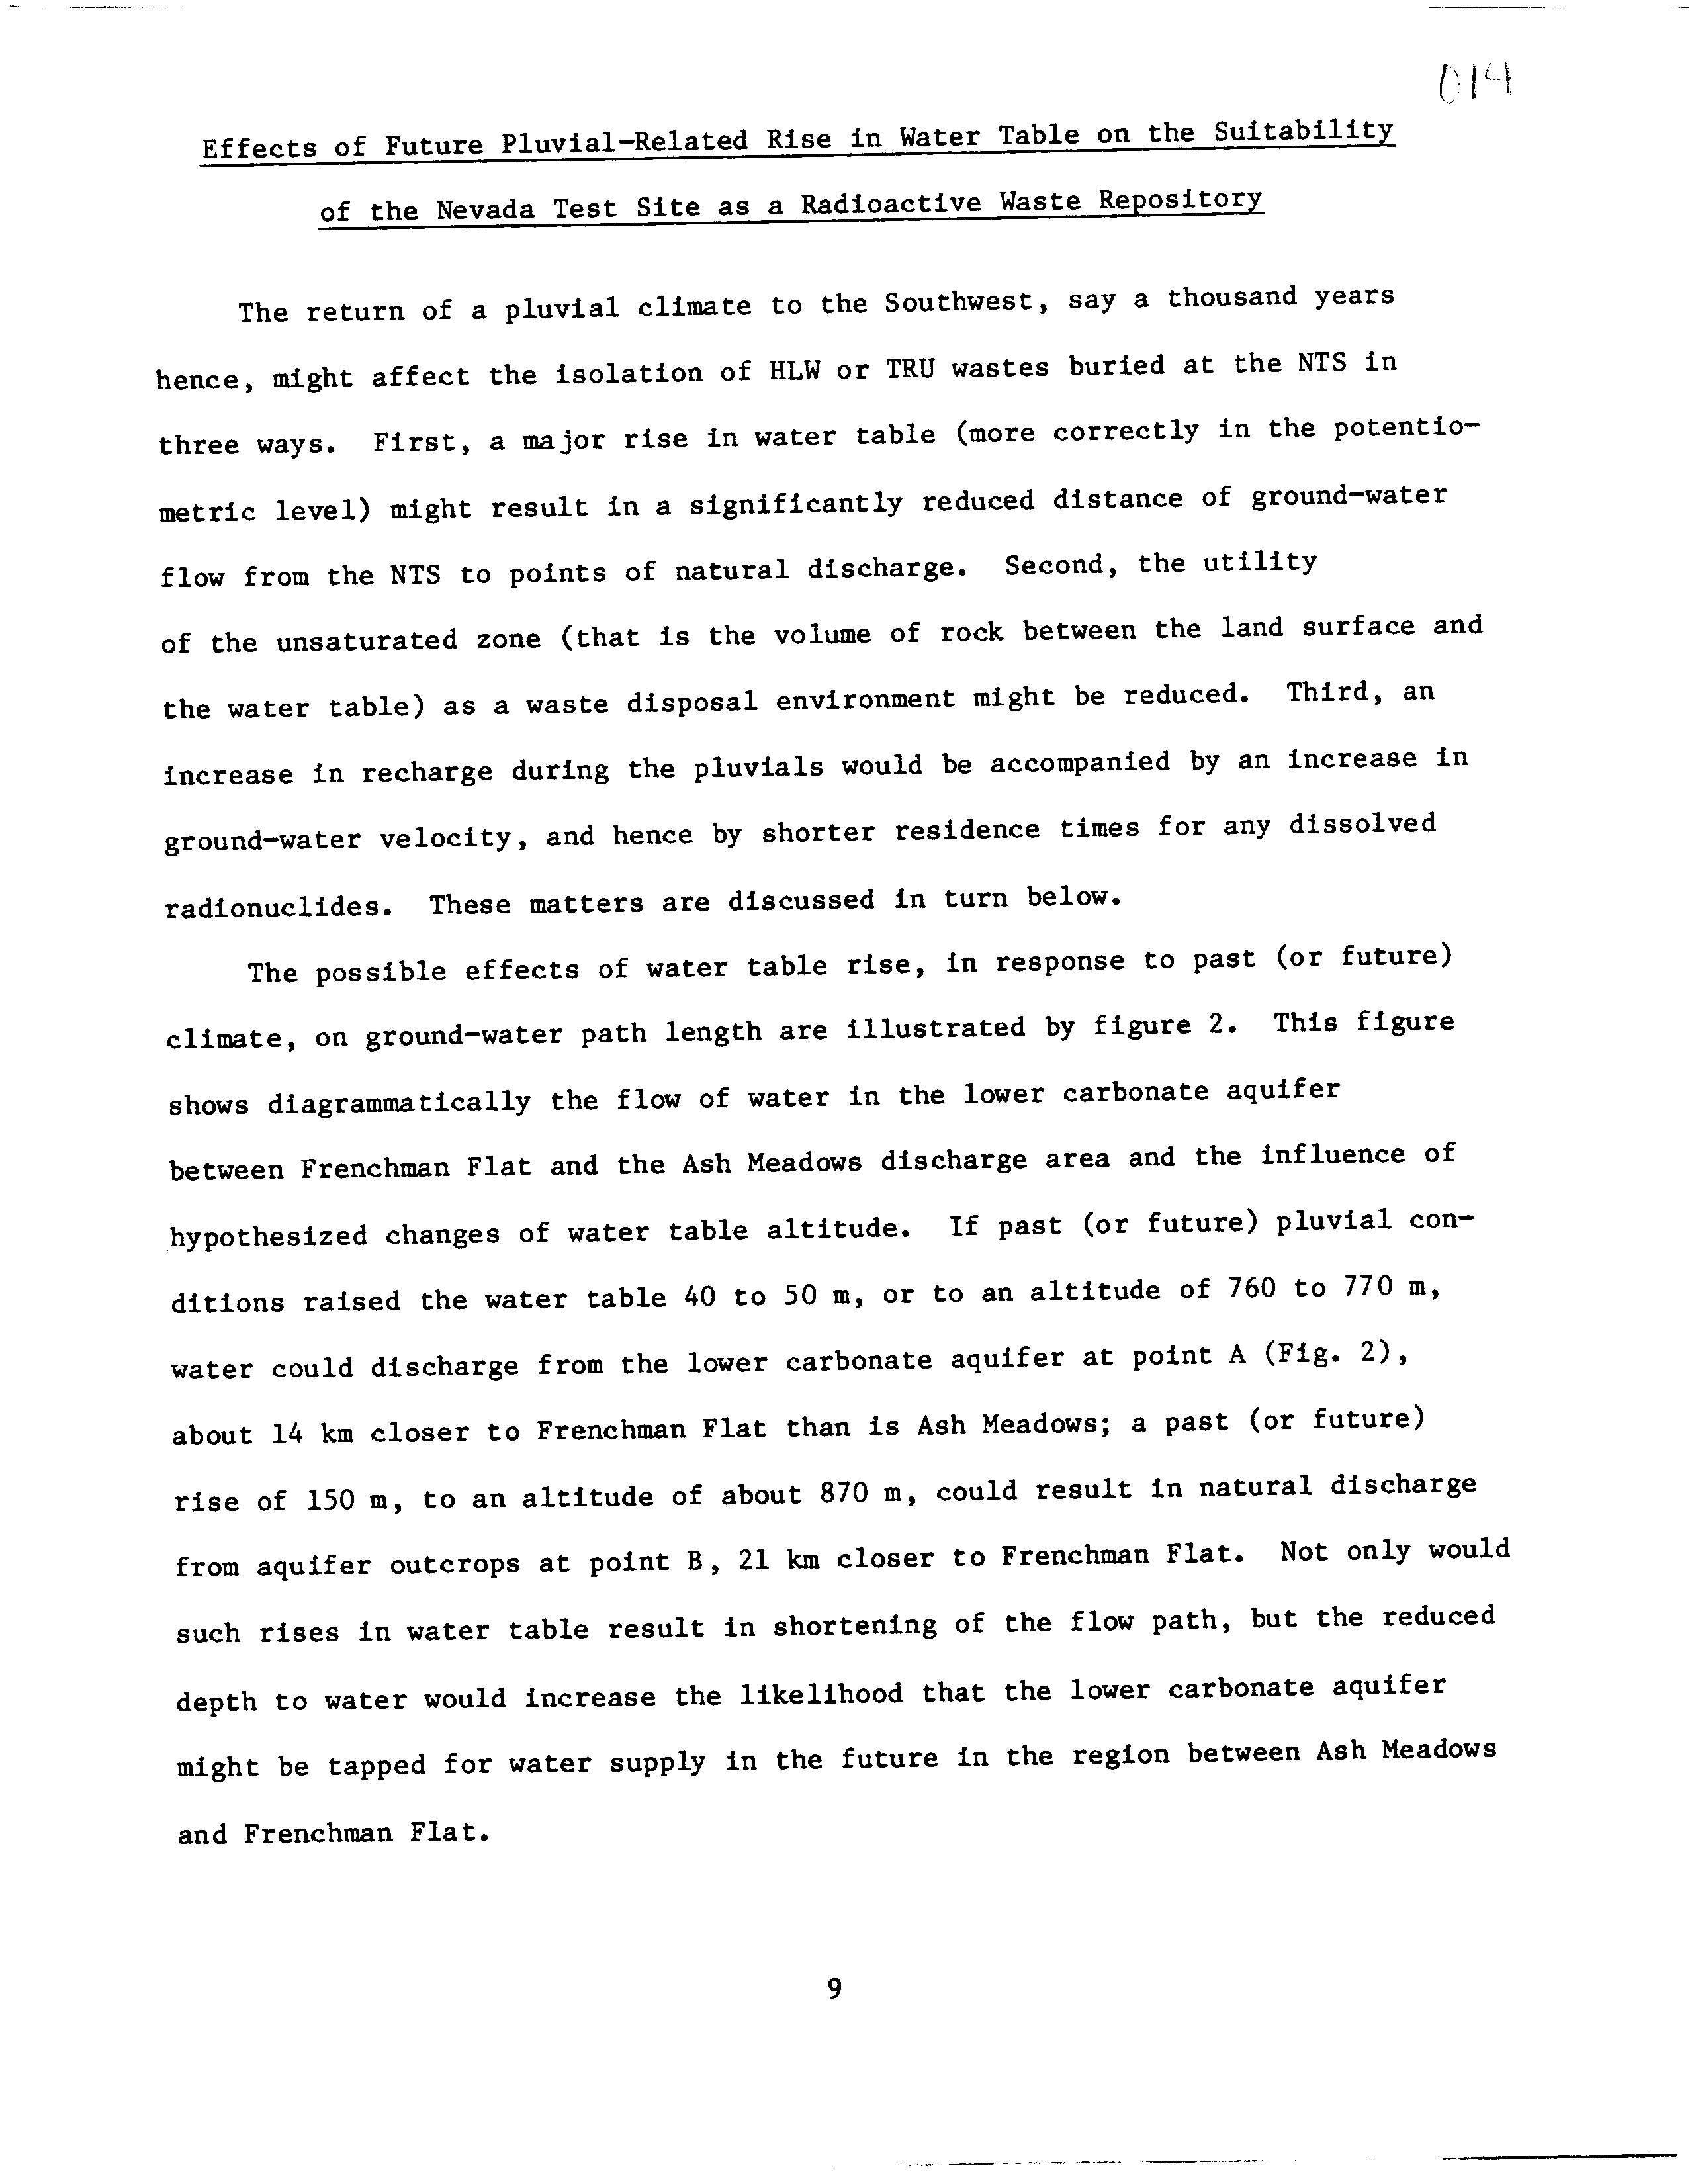 014
Effects of Future Pluvial-Related Rise in Water Table on the Suitability
of the Nevada Test Site as a Radioactive Waste Repository
The return of a pluvial climate to the Southwest, say a thousand years
hence, might affect the isolation of HLW or TRU wastes buried at the NTS in
three ways. First, a major rise in water table (more correctly in the potentio-
metric level) might result in a significantly reduced distance of ground-water
flow from the NTS to points of natural discharge. Second, the utility
of the unsaturated zone (that is the volume of rock between the land surface and
the water table) as a waste disposal environment might be reduced. Third, an
increase in recharge during the pluvials would be accompanied by an increase in
ground-water velocity, and hence by shorter residence times for any dissolved
radionuclides. These matters are discussed in turn below.
The possible effects of water table rise, in response to past (or future)
climate, on ground-water path length are illustrated by figure 2. This figure
shows diagrammatically the flow of water in the lower carbonate aquifer
between Frenchman Flat and the Ash Meadows discharge area and the influence of
hypothesized changes of water table altitude. If past (or future) pluvial con-
ditions raised the water table 40 to 50 m, or to an altitude of 760 to 770 m,
water could discharge from the lower carbonate aquifer at point A (Fig. 2),
about 14 km closer to Frenchman Flat than is Ash Meadows; a past (or future)
rise of 150 m, to an altitude of about 870 m, could result in natural discharge
from aquifer outcrops at point B, 21 km closer to Frenchman Flat. Not only would
such rises in water table result in shortening of the flow path, but the reduced
depth to water would increase the likelihood that the lower carbonate aquifer
might be tapped for water supply in the future in the region between Ash Meadows
and Frenchman Flat.
9